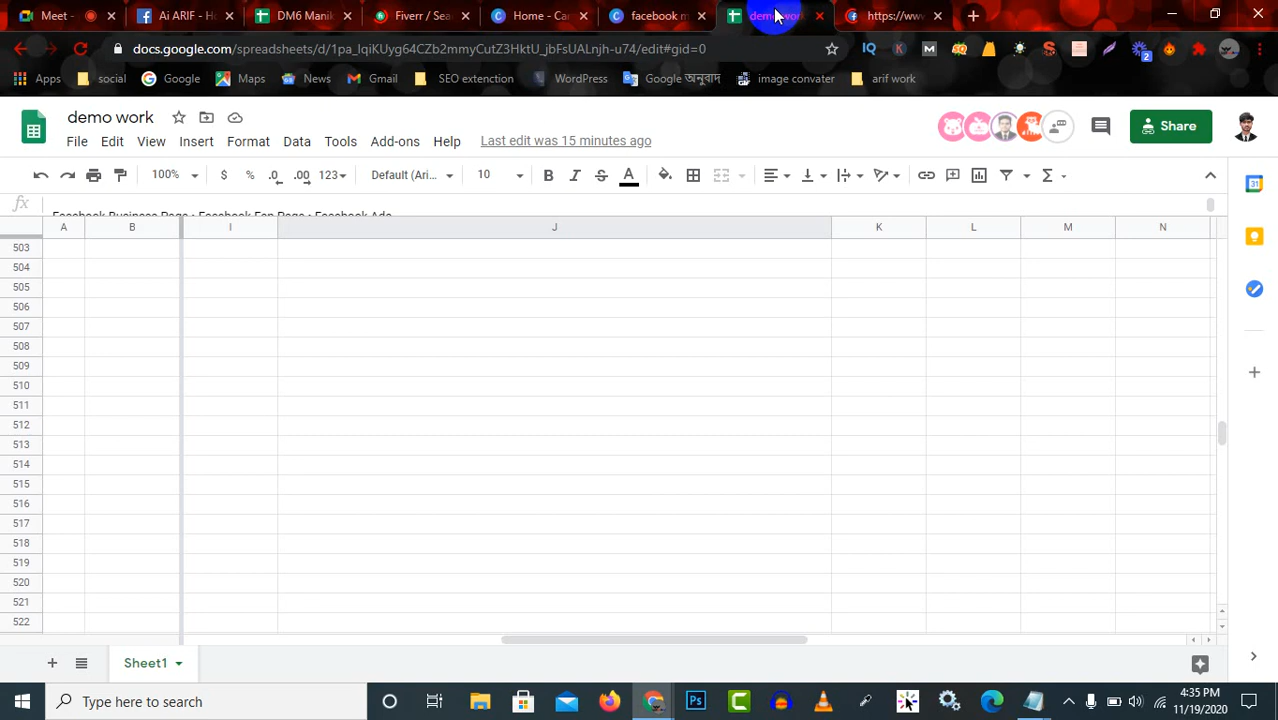 Meet -
Ai ARIF - H
DM6 Manik
Fiverr / Sea
Home - Can
facebook m
https://www
docs.google.com/spreadsheets/d/1pa_IqiKUyg64CZb2mmyCutZ3HktU_jbFsUALnjh-u74/edit#gid=0
Apps
social
Google
Maps
News
Gmail
SEO extenction
WordPress
Google অনুবাদ
image convater
arif work
demo work
File Edit View Insert Format Data Tools Add-ons Help Last edit was 15 minutes ago
Share
100% $ % .0 .00 123 Default (Ari... 10 B I S A
fx Facebook Business Page • Facebook Fan Page • Facebook Ads
A B I J K L M N
503
504
505
506
507
508
509
510
511
512
513
514
515
516
517
518
519
520
521
522
Sheet1
Type here to search
4:35 PM
11/19/2020